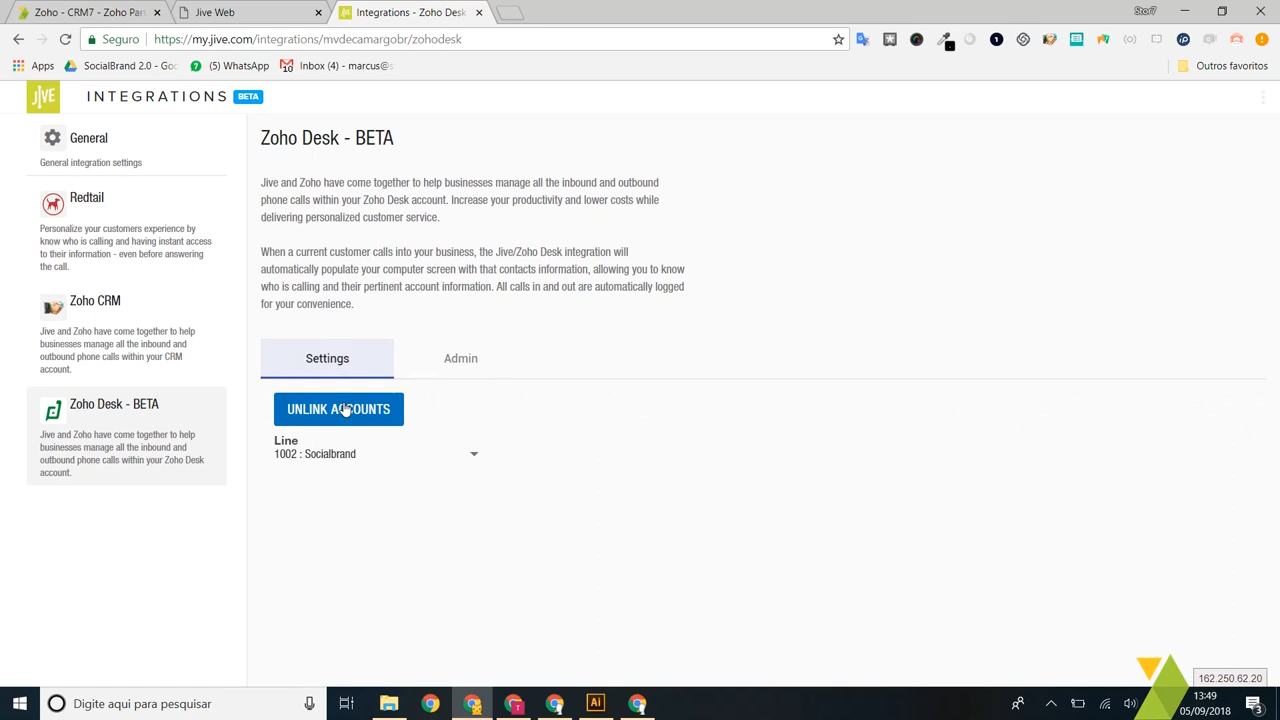 Zoho - CRM7 - Zoho Par
Jive Web
Integrations - Zoho Desk
Stor7
Seguro
https://my.jive.com/integrations/mvdecamargobr/zohodesk
Apps
SocialBrand 2.0 - Goo
(5) WhatsApp
Inbox (4) - marcus@s
Outros favoritos
JIVE
INTEGRATIONS
BETA
General
General integration settings
Redtail
Personalize your customers experience by
know who is calling and having instant access
to their information - even before answering
the call.
Zoho CRM
Jive and Zoho have come together to help
businesses manage all the inbound and
outbound phone calls within your CRM
account.
Zoho Desk - BETA
Jive and Zoho have come together to help
businesses manage all the inbound and
outbound phone calls within your Zoho Desk
account.
Zoho Desk - BETA
Jive and Zoho have come together to help businesses manage all the inbound and outbound
phone calls within your Zoho Desk account. Increase your productivity and lower costs while
delivering personalized customer service.
When a current customer calls into your business, the Jive/Zoho Desk integration will
automatically populate your computer screen with that contacts information, allowing you to know
who is calling and their pertinent account information. All calls in and out are automatically logged
for your convenience.
Settings
Admin
UNLINK ACCOUNTS
Line
1002 : Socialbrand
162.250.62.20
Digite aqui para pesquisar
Ai
13:49
05/09/2018
3